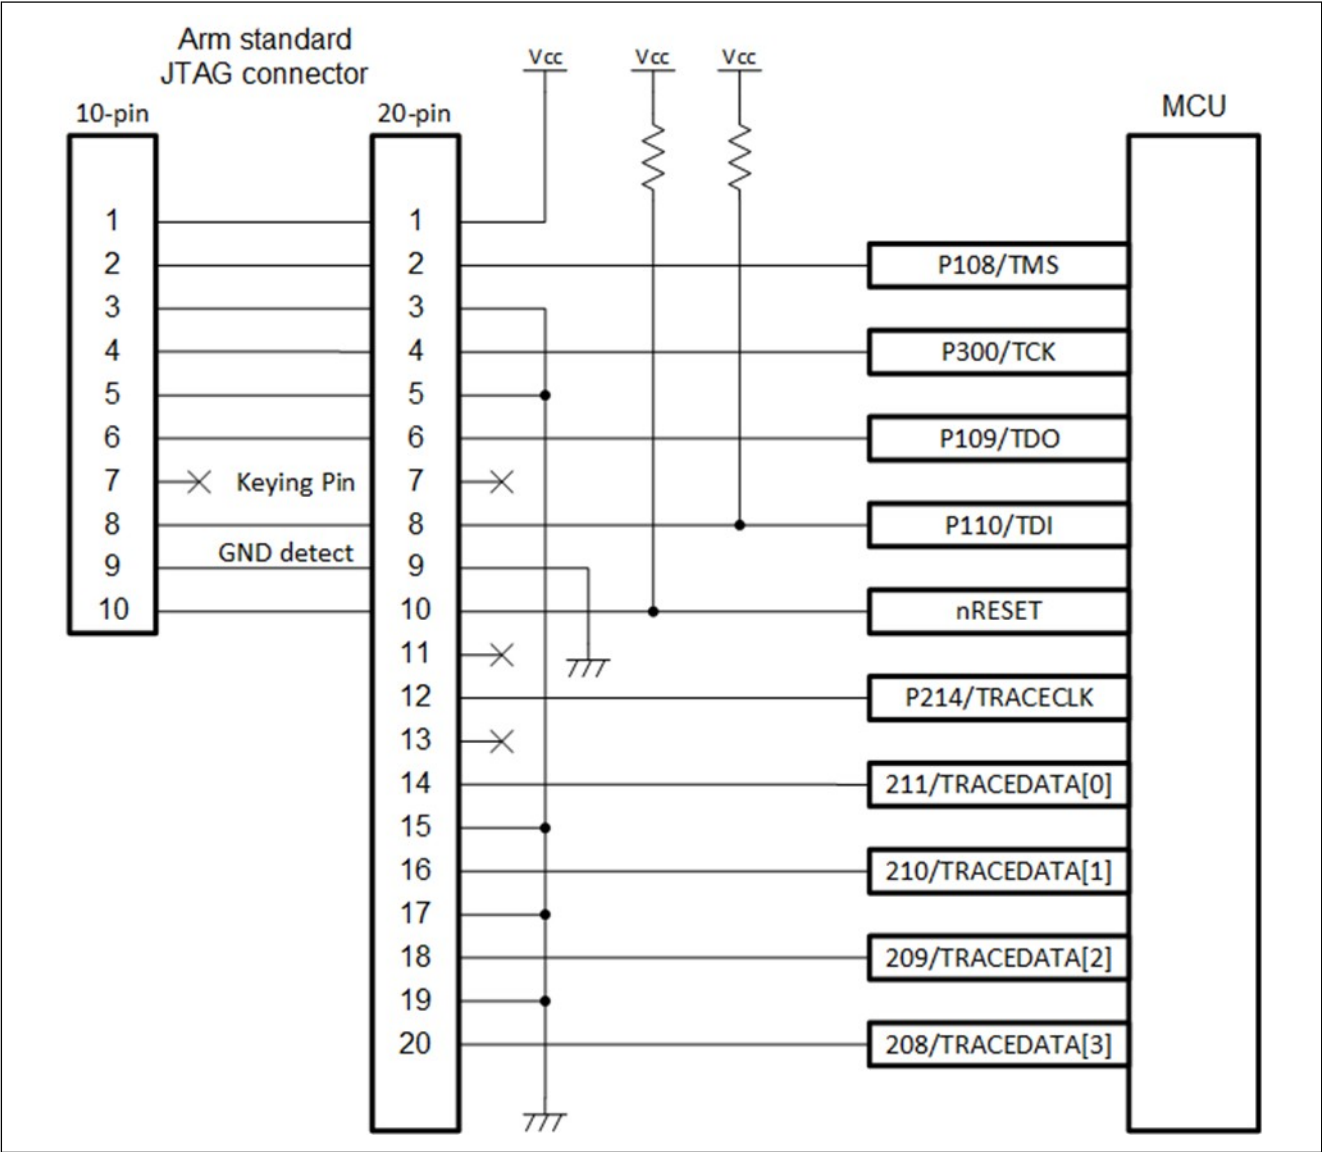 Arm standard
JTAG connector
10-pin
20-pin
Vcc
Vcc
Vcc
MCU
1
1
2
2
P108/TMS
3
3
4
4
P300/TCK
5
5
6
6
P109/TDO
7
Keying Pin
7
8
8
P110/TDI
GND detect
9
9
10
10
nRESET
11
12
P214/TRACECLK
13
14
211/TRACEDATA[0]
15
16
210/TRACEDATA[1]
17
18
209/TRACEDATA[2]
19
20
208/TRACEDATA[3]